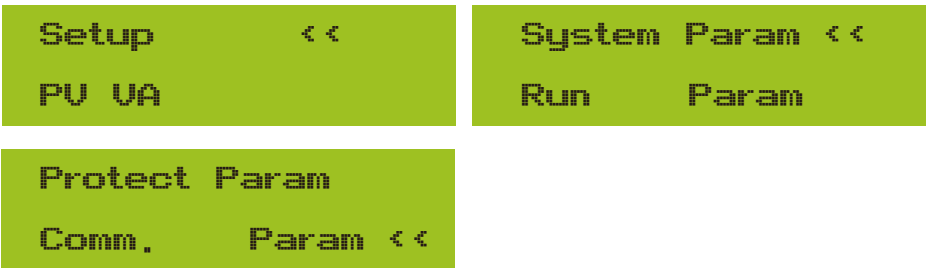 Setup <<
PV VA
System Param <<
Run Param
Protect Param
Comm. Param <<